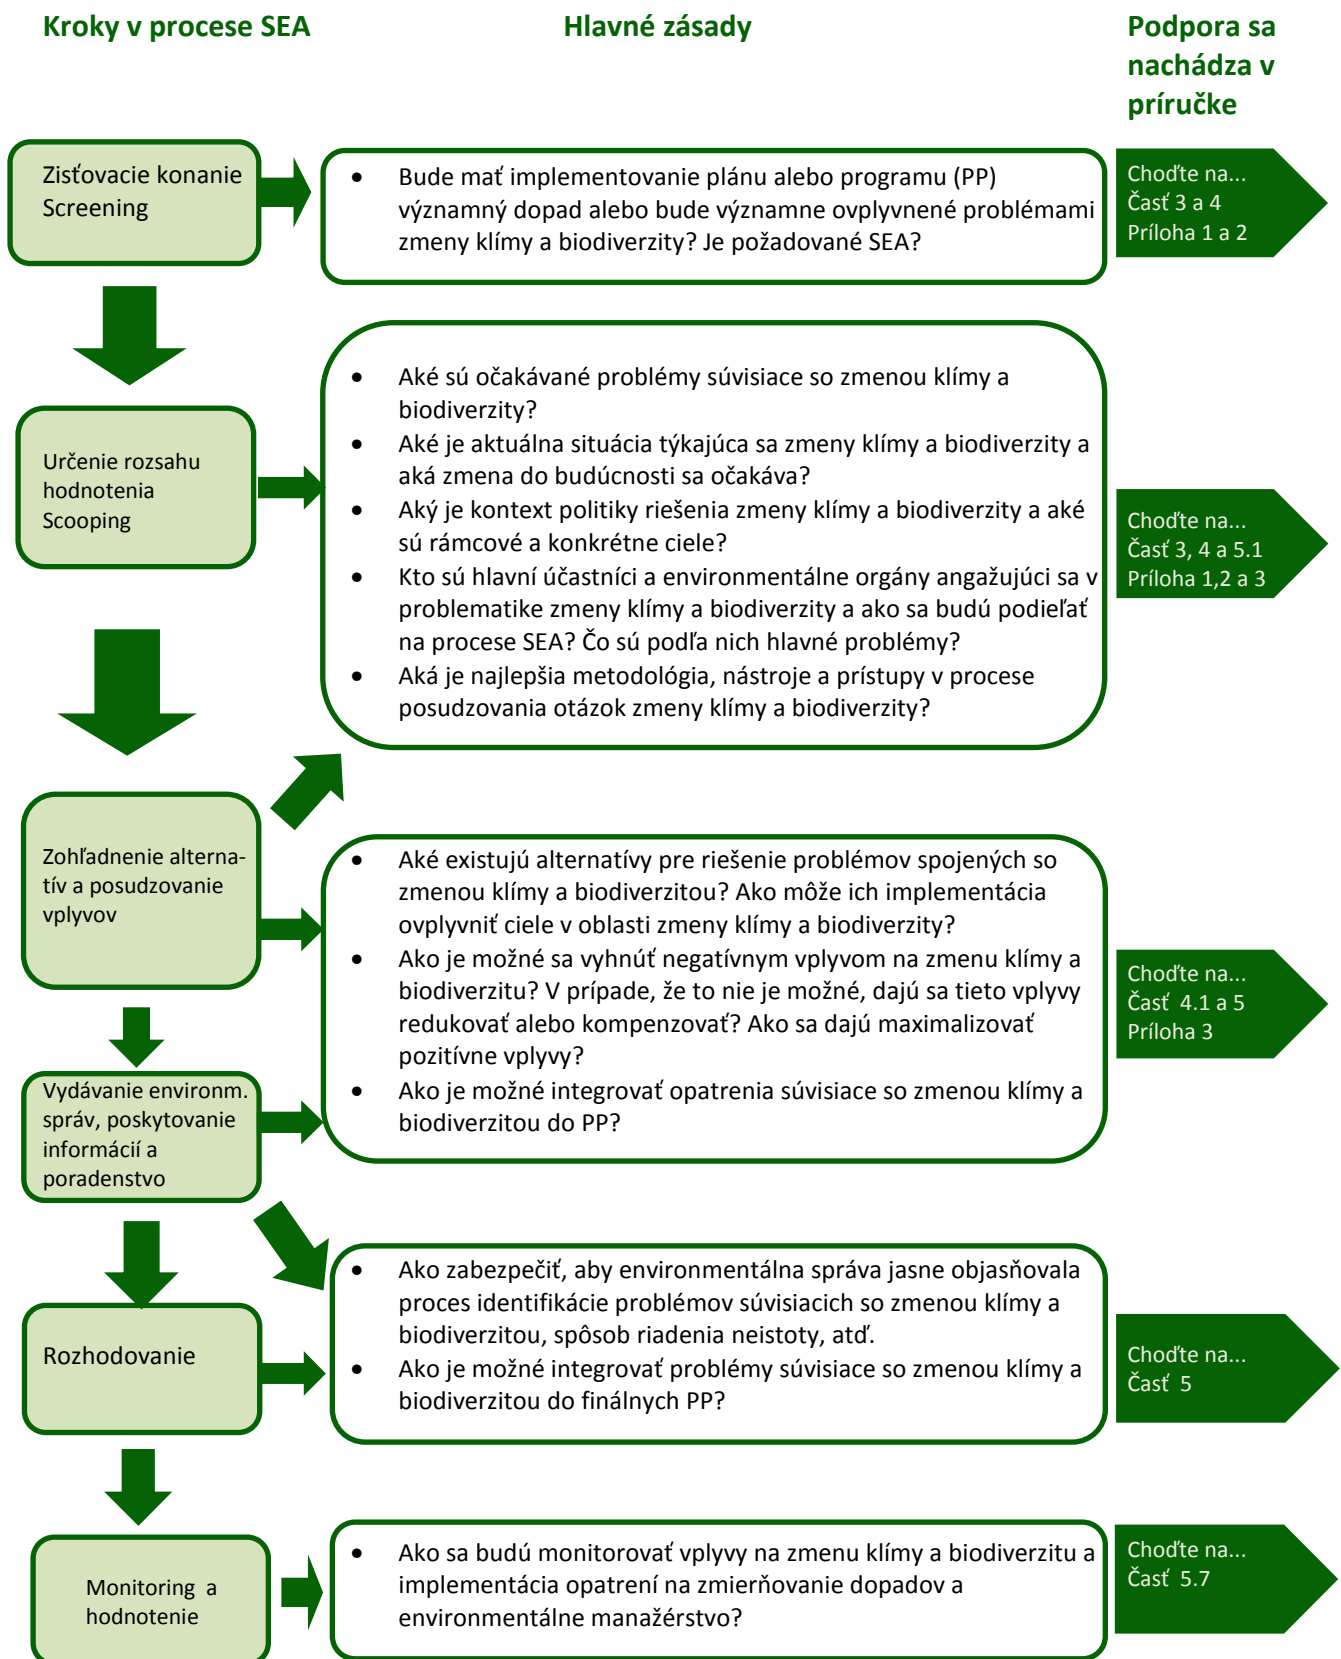 Kroky v procese SEA
Hlavné zásady
Podpora sa
nachádza v
príručke
Zisťovacie konanie
Screening
• Bude mať implementovanie plánu alebo programu (PP)
významný dopad alebo bude významne ovplyvnené problémami
zmeny klímy a biodiverzity? Je požadované SEA?
Choďte na...
Časť 3 a 4
Príloha 1 a 2
Určenie rozsahu
hodnotenia
Scooping
• Aké sú očakávané problémy súvisiace so zmenou klímy a
biodiverzity?
• Aké je aktuálna situácia týkajúca sa zmeny klímy a biodiverzity a
aká zmena do budúcnosti sa očakáva?
• Aký je kontext politiky riešenia zmeny klímy a biodiverzity a aké
sú rámcové a konkrétne ciele?
• Kto sú hlavní účastníci a environmentálne orgány angažujúci sa v
problematike zmeny klímy a biodiverzity a ako sa budú podieľať
na procese SEA? Čo sú podľa nich hlavné problémy?
• Aká je najlepšia metodológia, nástroje a prístupy v procese
posudzovania otázok zmeny klímy a biodiverzity?
Choďte na...
Časť 3, 4 a 5.1
Príloha 1,2 a 3
Zohľadnenie alterna-
tív a posudzovanie
vplyvov
• Aké existujú alternatívy pre riešenie problémov spojených so
zmenou klímy a biodiverzitou? Ako môže ich implementácia
ovplyvniť ciele v oblasti zmeny klímy a biodiverzity?
• Ako je možné sa vyhnúť negatívnym vplyvom na zmenu klímy a
biodiverzitu? V prípade, že to nie je možné, dajú sa tieto vplyvy
redukovať alebo kompenzovať? Ako sa dajú maximalizovať
pozitívne vplyvy?
• Ako je možné integrovať opatrenia súvisiace so zmenou klímy a
biodiverzitou do PP?
Choďte na...
Časť 4.1 a 5
Príloha 3
Vydávanie environm.
správ, poskytovanie
informácií a
poradenstvo
Rozhodovanie
• Ako zabezpečiť, aby environmentálna správa jasne objasňovala
proces identifikácie problémov súvisiacich so zmenou klímy a
biodiverzitou, spôsob riadenia neistoty, atď.
• Ako je možné integrovať problémy súvisiace so zmenou klímy a
biodiverzitou do finálnych PP?
Choďte na...
Časť 5
Monitoring a
hodnotenie
• Ako sa budú monitorovať vplyvy na zmenu klímy a biodiverzitu a
implementácia opatrení na zmierňovanie dopadov a
environmentálne manažérstvo?
Choďte na...
Časť 5.7